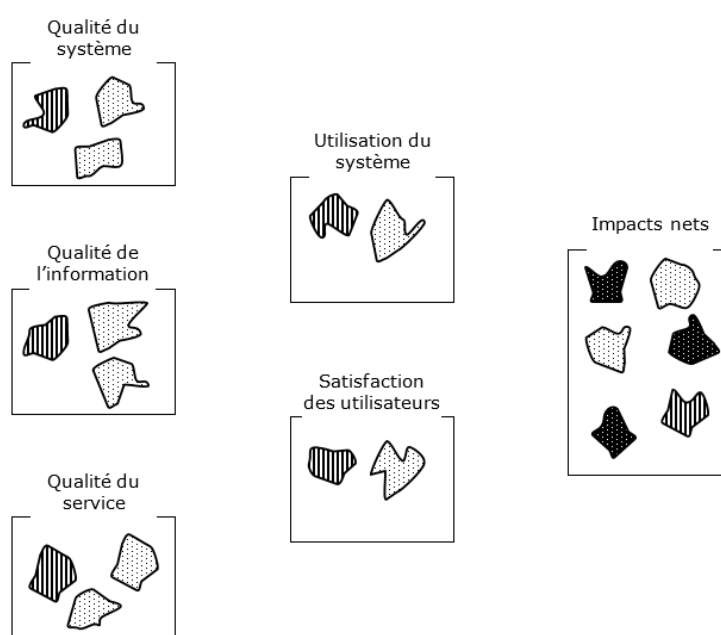 Qualité du
système
Utilisation du
système
Impacts nets
Qualité de
l'information
Satisfaction
des utilisateurs
Qualité du
service